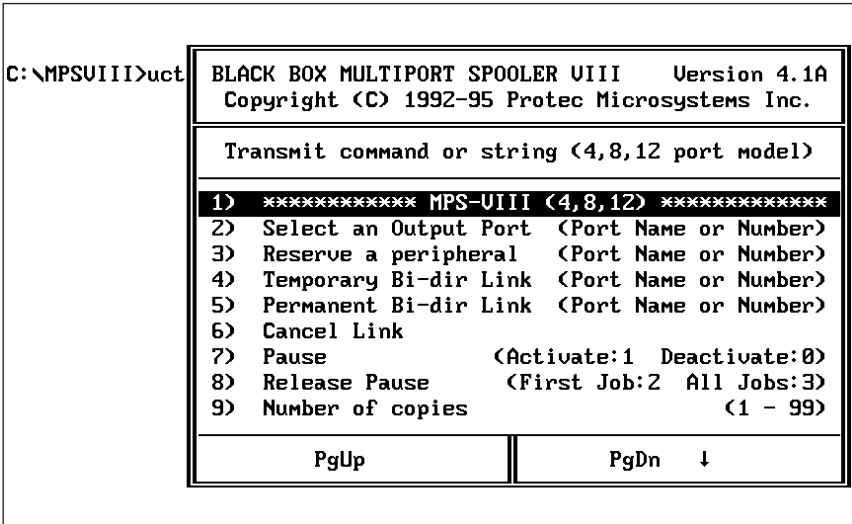 C:\MPSVIII>uct
BLACK BOX MULTIPORT SPOOLER VIII Version 4.1A
Copyright (C) 1992-95 Protec Microsystems Inc.
Transmit command or string (4,8,12 port model)
1) ************ MPS-VIII (4,8,12) *************
2) Select an Output Port (Port Name or Number)
3) Reserve a peripheral (Port Name or Number)
4) Temporary Bi-dir Link (Port Name or Number)
5) Permanent Bi-dir Link (Port Name or Number)
6) Cancel Link
7) Pause (Activate:1 Deactivate:0)
8) Release Pause (First Job:2 All Jobs:3)
9) Number of copies (1 - 99)
PgUp PgDn ↓